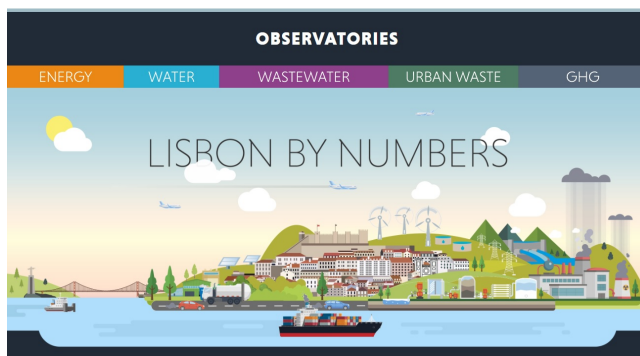 OBSERVATORIES
ENERGY WATER WASTEWATER URBAN WASTE GHG
LISBON BY NUMBERS